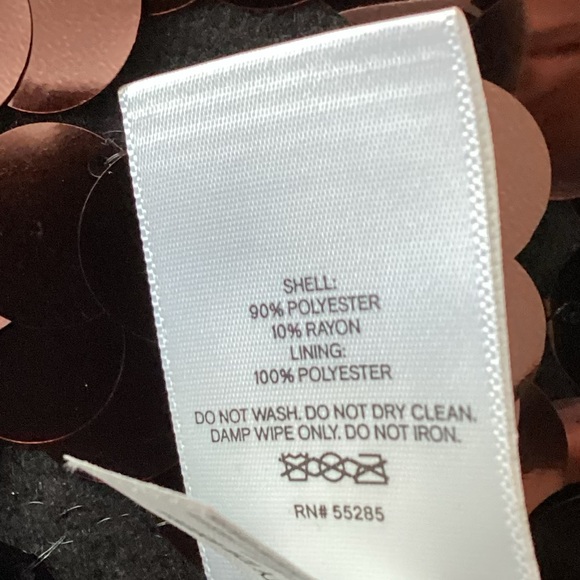 SHELL:
90% POLYESTER
10% RAYON
LINING:
100% POLYESTER
DO NOT WASH. DO NOT DRY CLEAN.
DAMP WIPE ONLY. DO NOT IRON.
RN# 55285